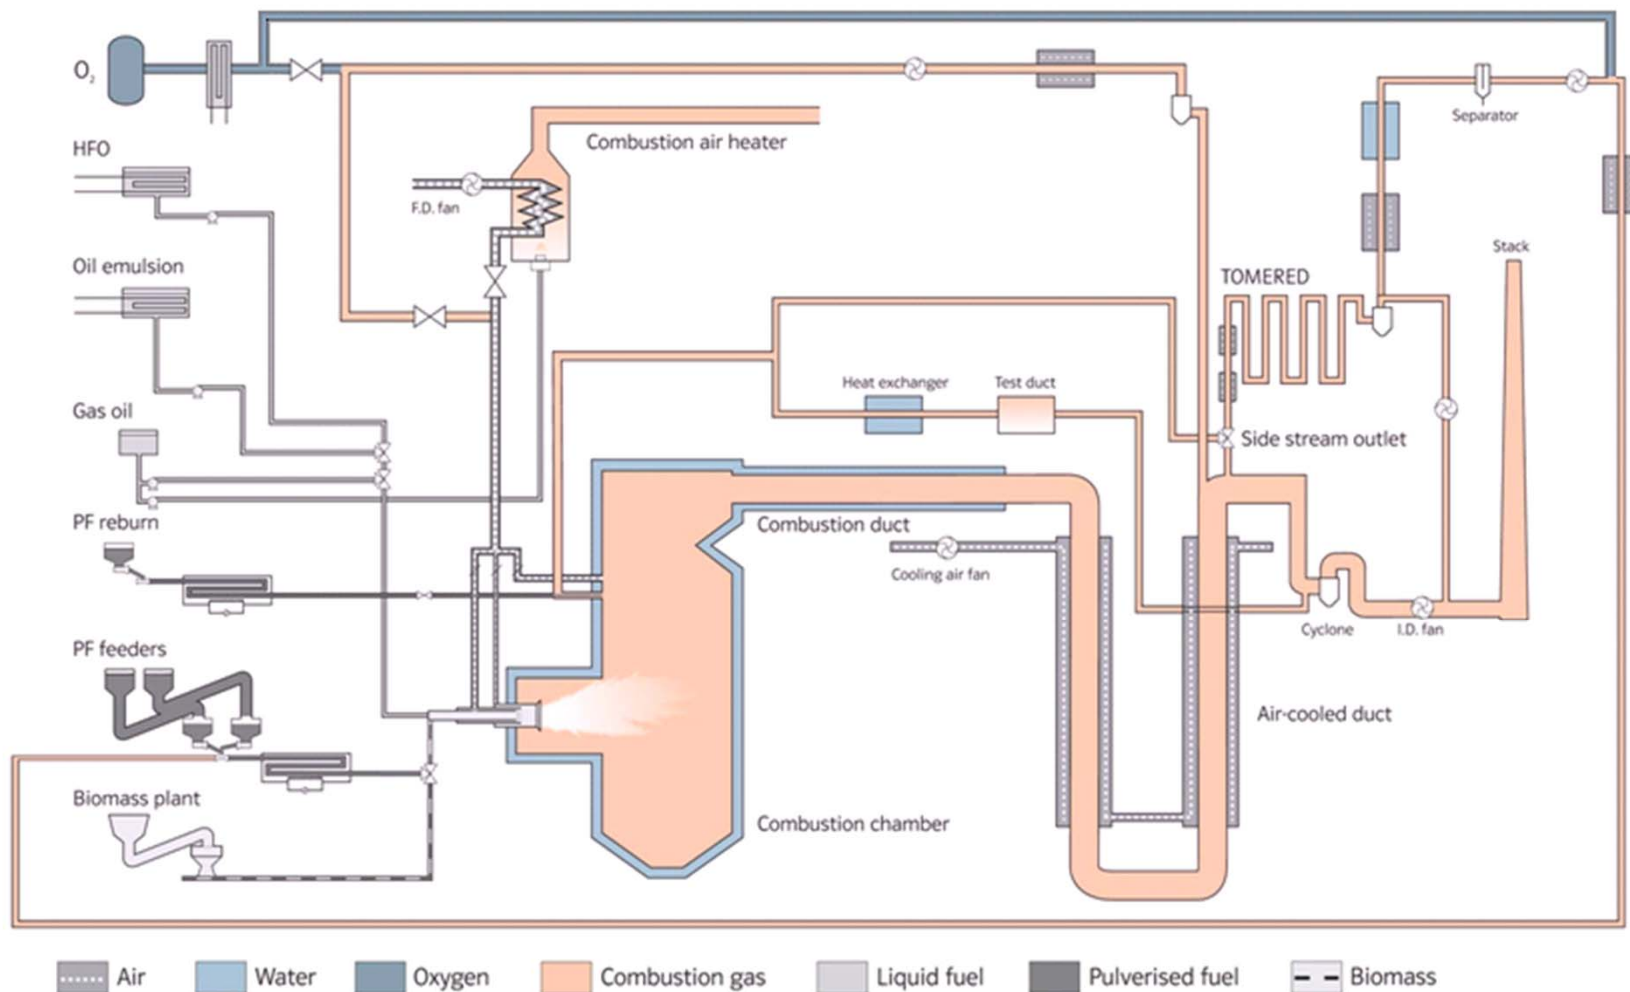 O₂
HFO
Combustion air heater
F.D. fan
Separator
Oil emulsion
Stack
TOMERED
Gas oil
Heat exchanger
Test duct
Side stream outlet
PF reburn
Combustion duct
Cooling air fan
PF feeders
Cyclone
I.D. fan
Air-cooled duct
Biomass plant
Combustion chamber
Air
Water
Oxygen
Combustion gas
Liquid fuel
Pulverised fuel
Biomass